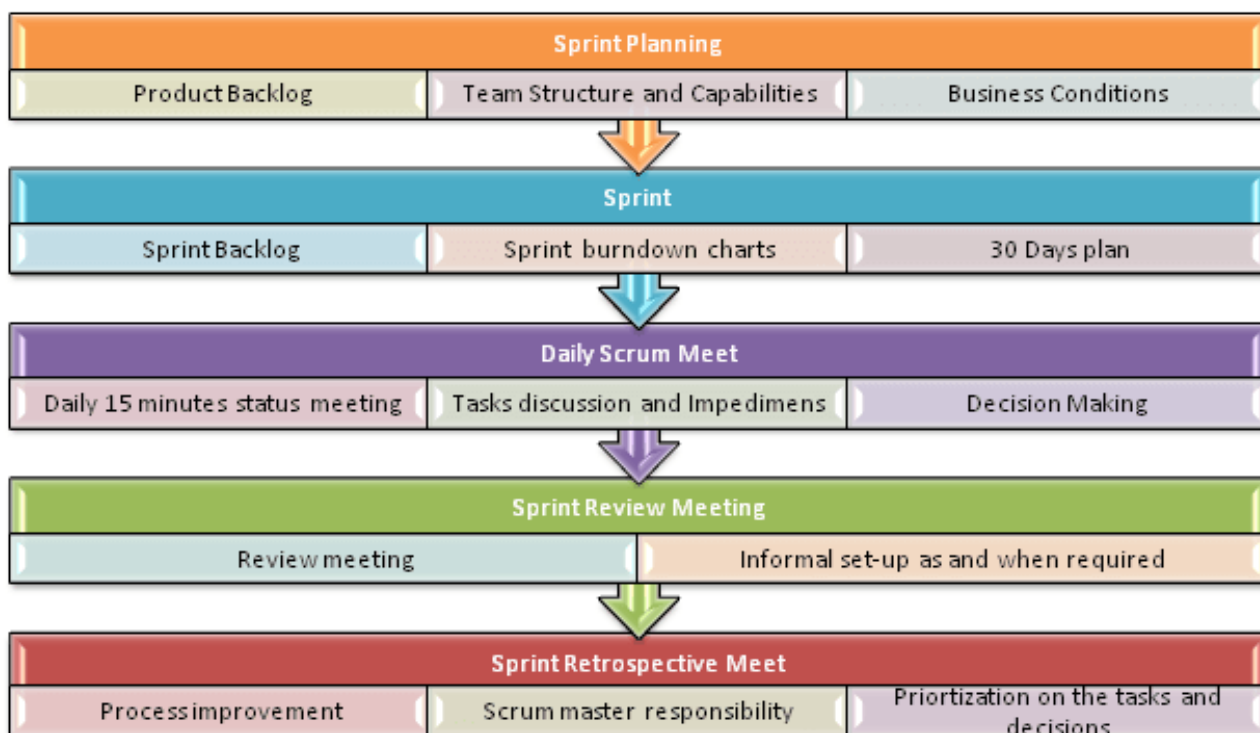 Sprint Planning
Product Backlog
Team Structure and Capabilities
Business Conditions
Sprint
Sprint Backlog
Sprint burndown charts
30 Days plan
Daily Scrum Meet
Daily 15 minutes status meeting
Tasks discussion and Impedimens
Decision Making
Sprint Review Meeting
Review meeting
Informal set-up as and when required
Sprint Retrospective Meet
Process improvement
Scrum master responsibility
Priortization on the tasks and
decisions